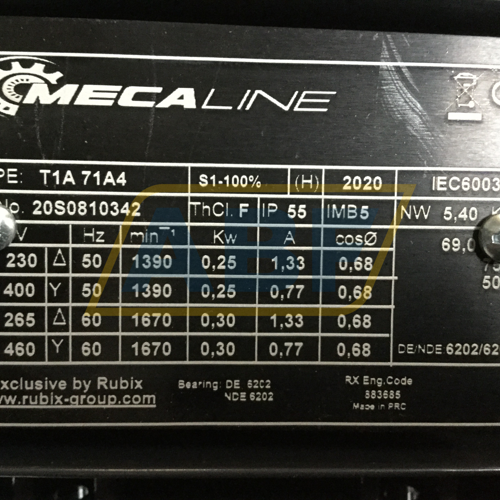 MECALINE
PE: T1A 71A4 S1-100% (H) 2020 IEC6003
No. 20S0810342 ThCl. F IP 55 IMB5 NW 5,40 K
V Hz min⁻¹ Kw A cosØ 69,0
230 Δ 50 1390 0,25 1,33 0,68
400 Y 50 1390 0,25 0,77 0,68 50
265 Δ 60 1670 0,30 1,33 0,68
460 Y 60 1670 0,30 0,77 0,68 DE/NDE:6202/62
xclusive by Rubix Bearing: DE 6202 RX Eng.Code
www.rubix-group.com NDE 6202 883685
Made in PRC